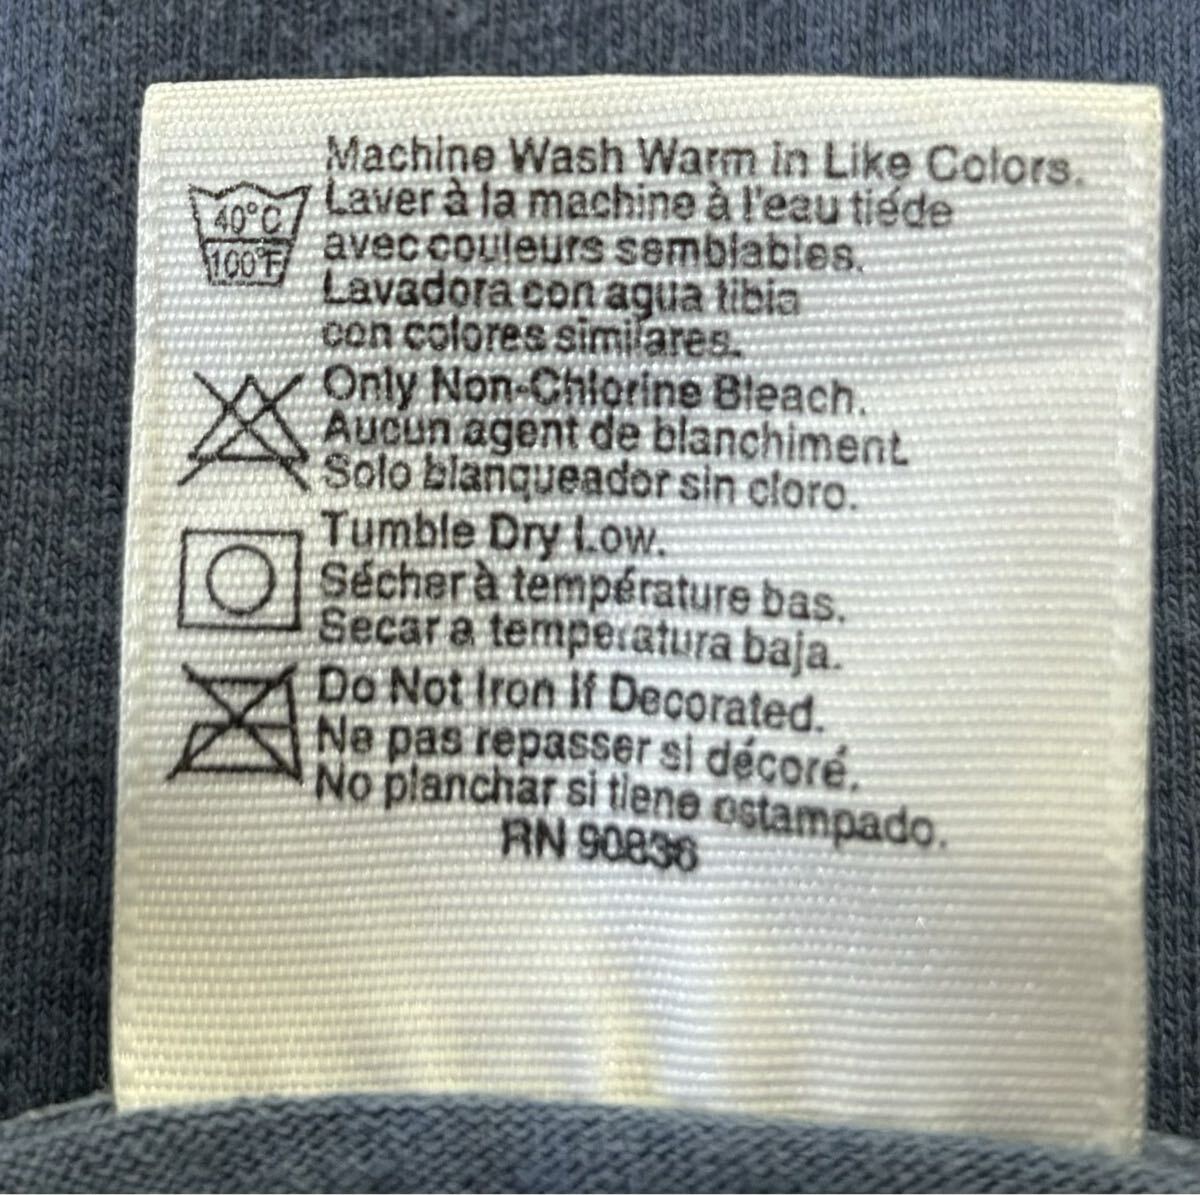 Machine Wash Warm in Like Colors.
40°C
100°F
Laver à la machine à l'eau tiéde
avec couleurs semblables.
Lavadora con agua tibia
con colores similares.
Only Non-Chlorine Bleach.
Aucun agent de blanchiment.
Solo blanqueador sin cloro.
Tumble Dry Low.
Sécher à température bas.
Secar a temperatura baja.
Do Not Iron If Decorated.
Ne pas repasser si décoré.
No planchar si tiene estampado.
RN 90836